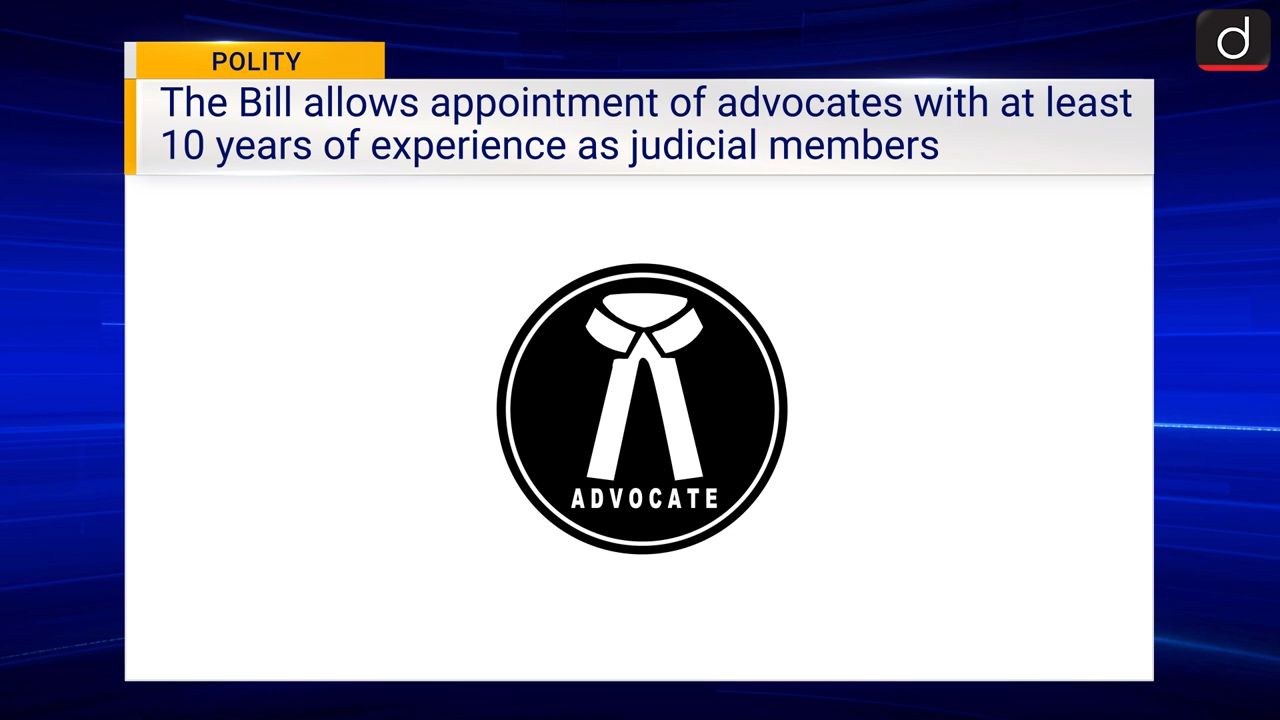 d
POLITY
The Bill allows appointment of advocates with at least
10 years of experience as judicial members
ADVOCATE